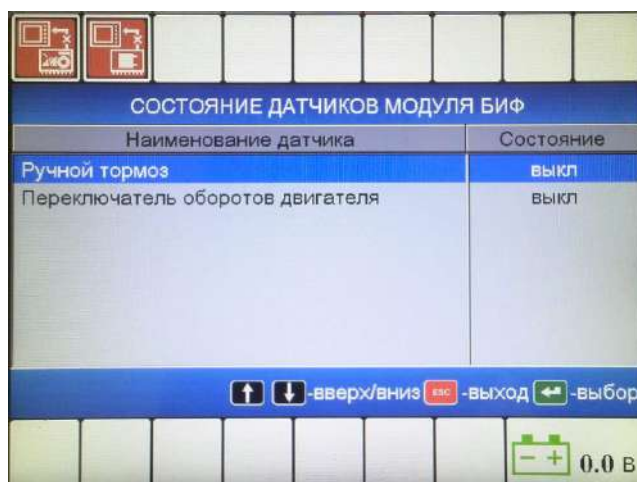 СОСТОЯНИЕ ДАТЧИКОВ МОДУЛЯ БИФ
Наименование датчика Состояние
Ручной тормоз выкл
Переключатель оборотов двигателя выкл
-вверх/вниз ESC -выход -выбор
- + 0.0 В